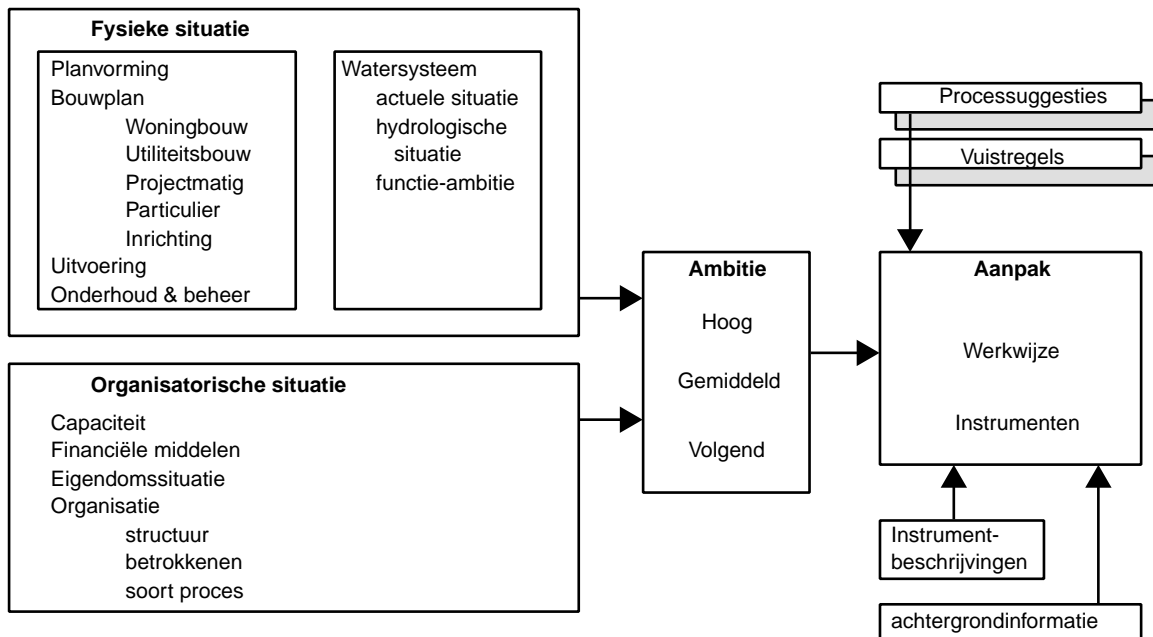 Fysieke situatie
Planvorming
Bouwplan
Woningbouw
Utiliteitsbouw
Projectmatig
Particulier
Inrichting
Uitvoering
Onderhoud & beheer
Watersysteem
actuele situatie
hydrologische
situatie
functie-ambitie
Organisatorische situatie
Capaciteit
Financiële middelen
Eigendomssituatie
Organisatie
structuur
betrokkenen
soort proces
Ambitie
Hoog
Gemiddeld
Volgend
Processuggesties
Vuistregels
Aanpak
Werkwijze
Instrumenten
Instrument-
beschrijvingen
achtergrondinformatie